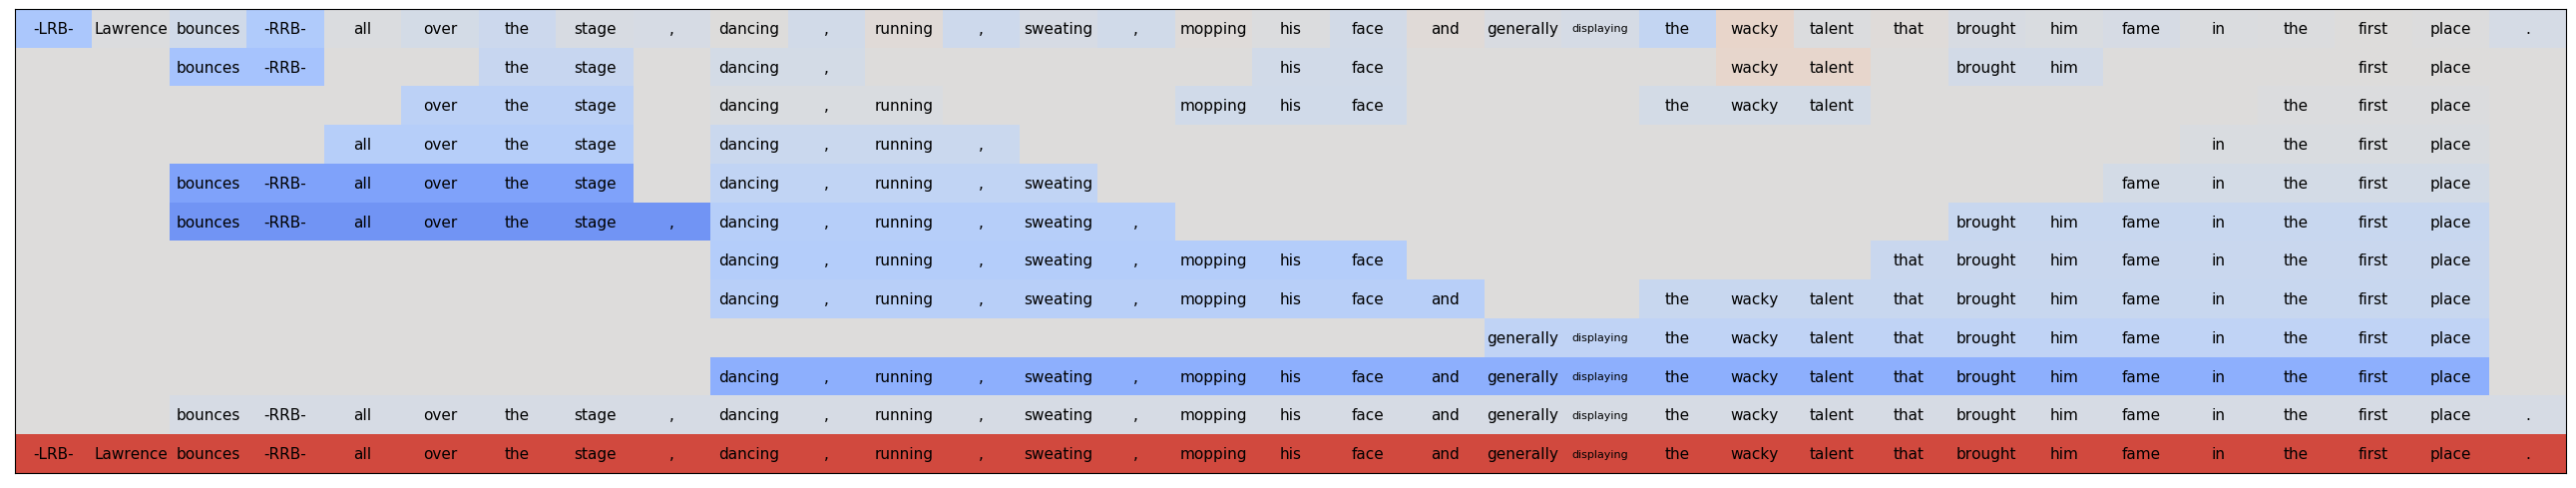 -LRB- Lawrence bounces -RRB- all over the stage , dancing , running , sweating , mopping his face and generally displaying the wacky talent that brought him fame in the first place .
bounces -RRB- the stage dancing , his face wacky talent brought him first place
over the stage dancing , running mopping his face the wacky talent the first place
all over the stage dancing , running , in the first place
bounces -RRB- all over the stage dancing , running , sweating fame in the first place
bounces -RRB- all over the stage , dancing , running , sweating , brought him fame in the first place
dancing , running , sweating , mopping his face that brought him fame in the first place
dancing , running , sweating , mopping his face and the wacky talent that brought him fame in the first place
generally displaying the wacky talent that brought him fame in the first place
dancing , running , sweating , mopping his face and generally displaying the wacky talent that brought him fame in the first place
bounces -RRB- all over the stage , dancing , running , sweating , mopping his face and generally displaying the wacky talent that brought him fame in the first place .
-LRB- Lawrence bounces -RRB- all over the stage , dancing , running , sweating , mopping his face and generally displaying the wacky talent that brought him fame in the first place .